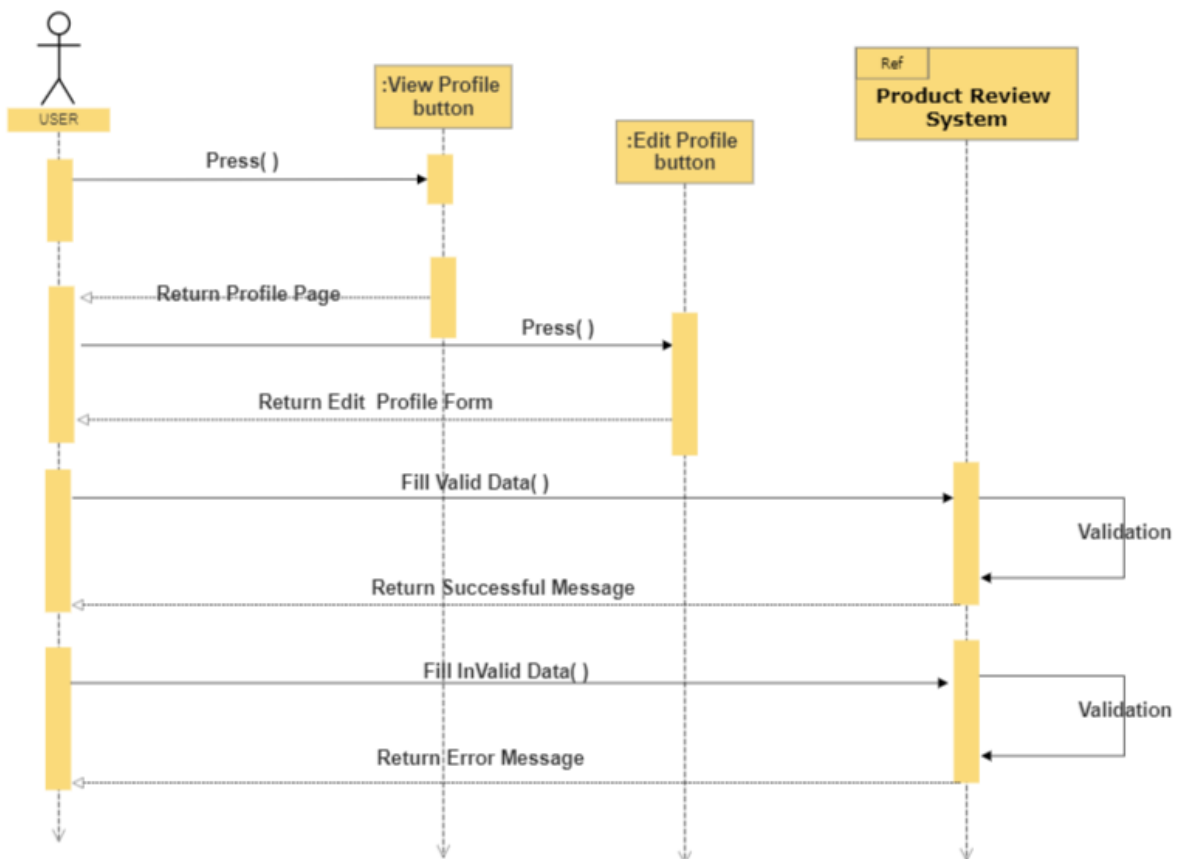 USER
:View Profile
button
:Edit Profile
button
Ref
Product Review
System
Press( )
Return Profile Page
Press( )
Return Edit  Profile Form
Fill Valid Data( )
Validation
Return Successful Message
Fill InValid Data( )
Validation
Return Error Message